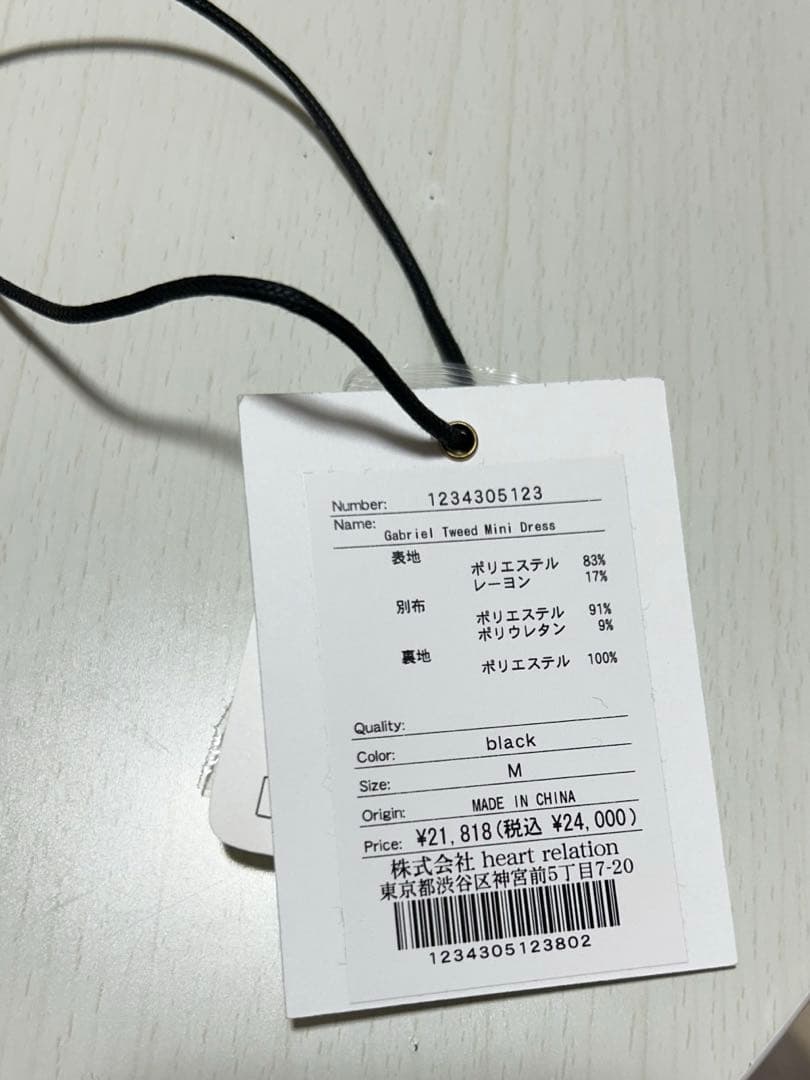 Number: 1234305123
Name: Gabriel Tweed Mini Dress
表地 ポリエステル 83%
レーヨン 17%
別布 ポリエステル 91%
ポリウレタン 9%
裏地 ポリエステル 100%
Quality:
Color: black
Size: M
Origin: MADE IN CHINA
Price: ¥21,818(税込 ¥24,000)
株式会社 heart relation
東京都渋谷区神宮前5丁目7-20
1234305123802